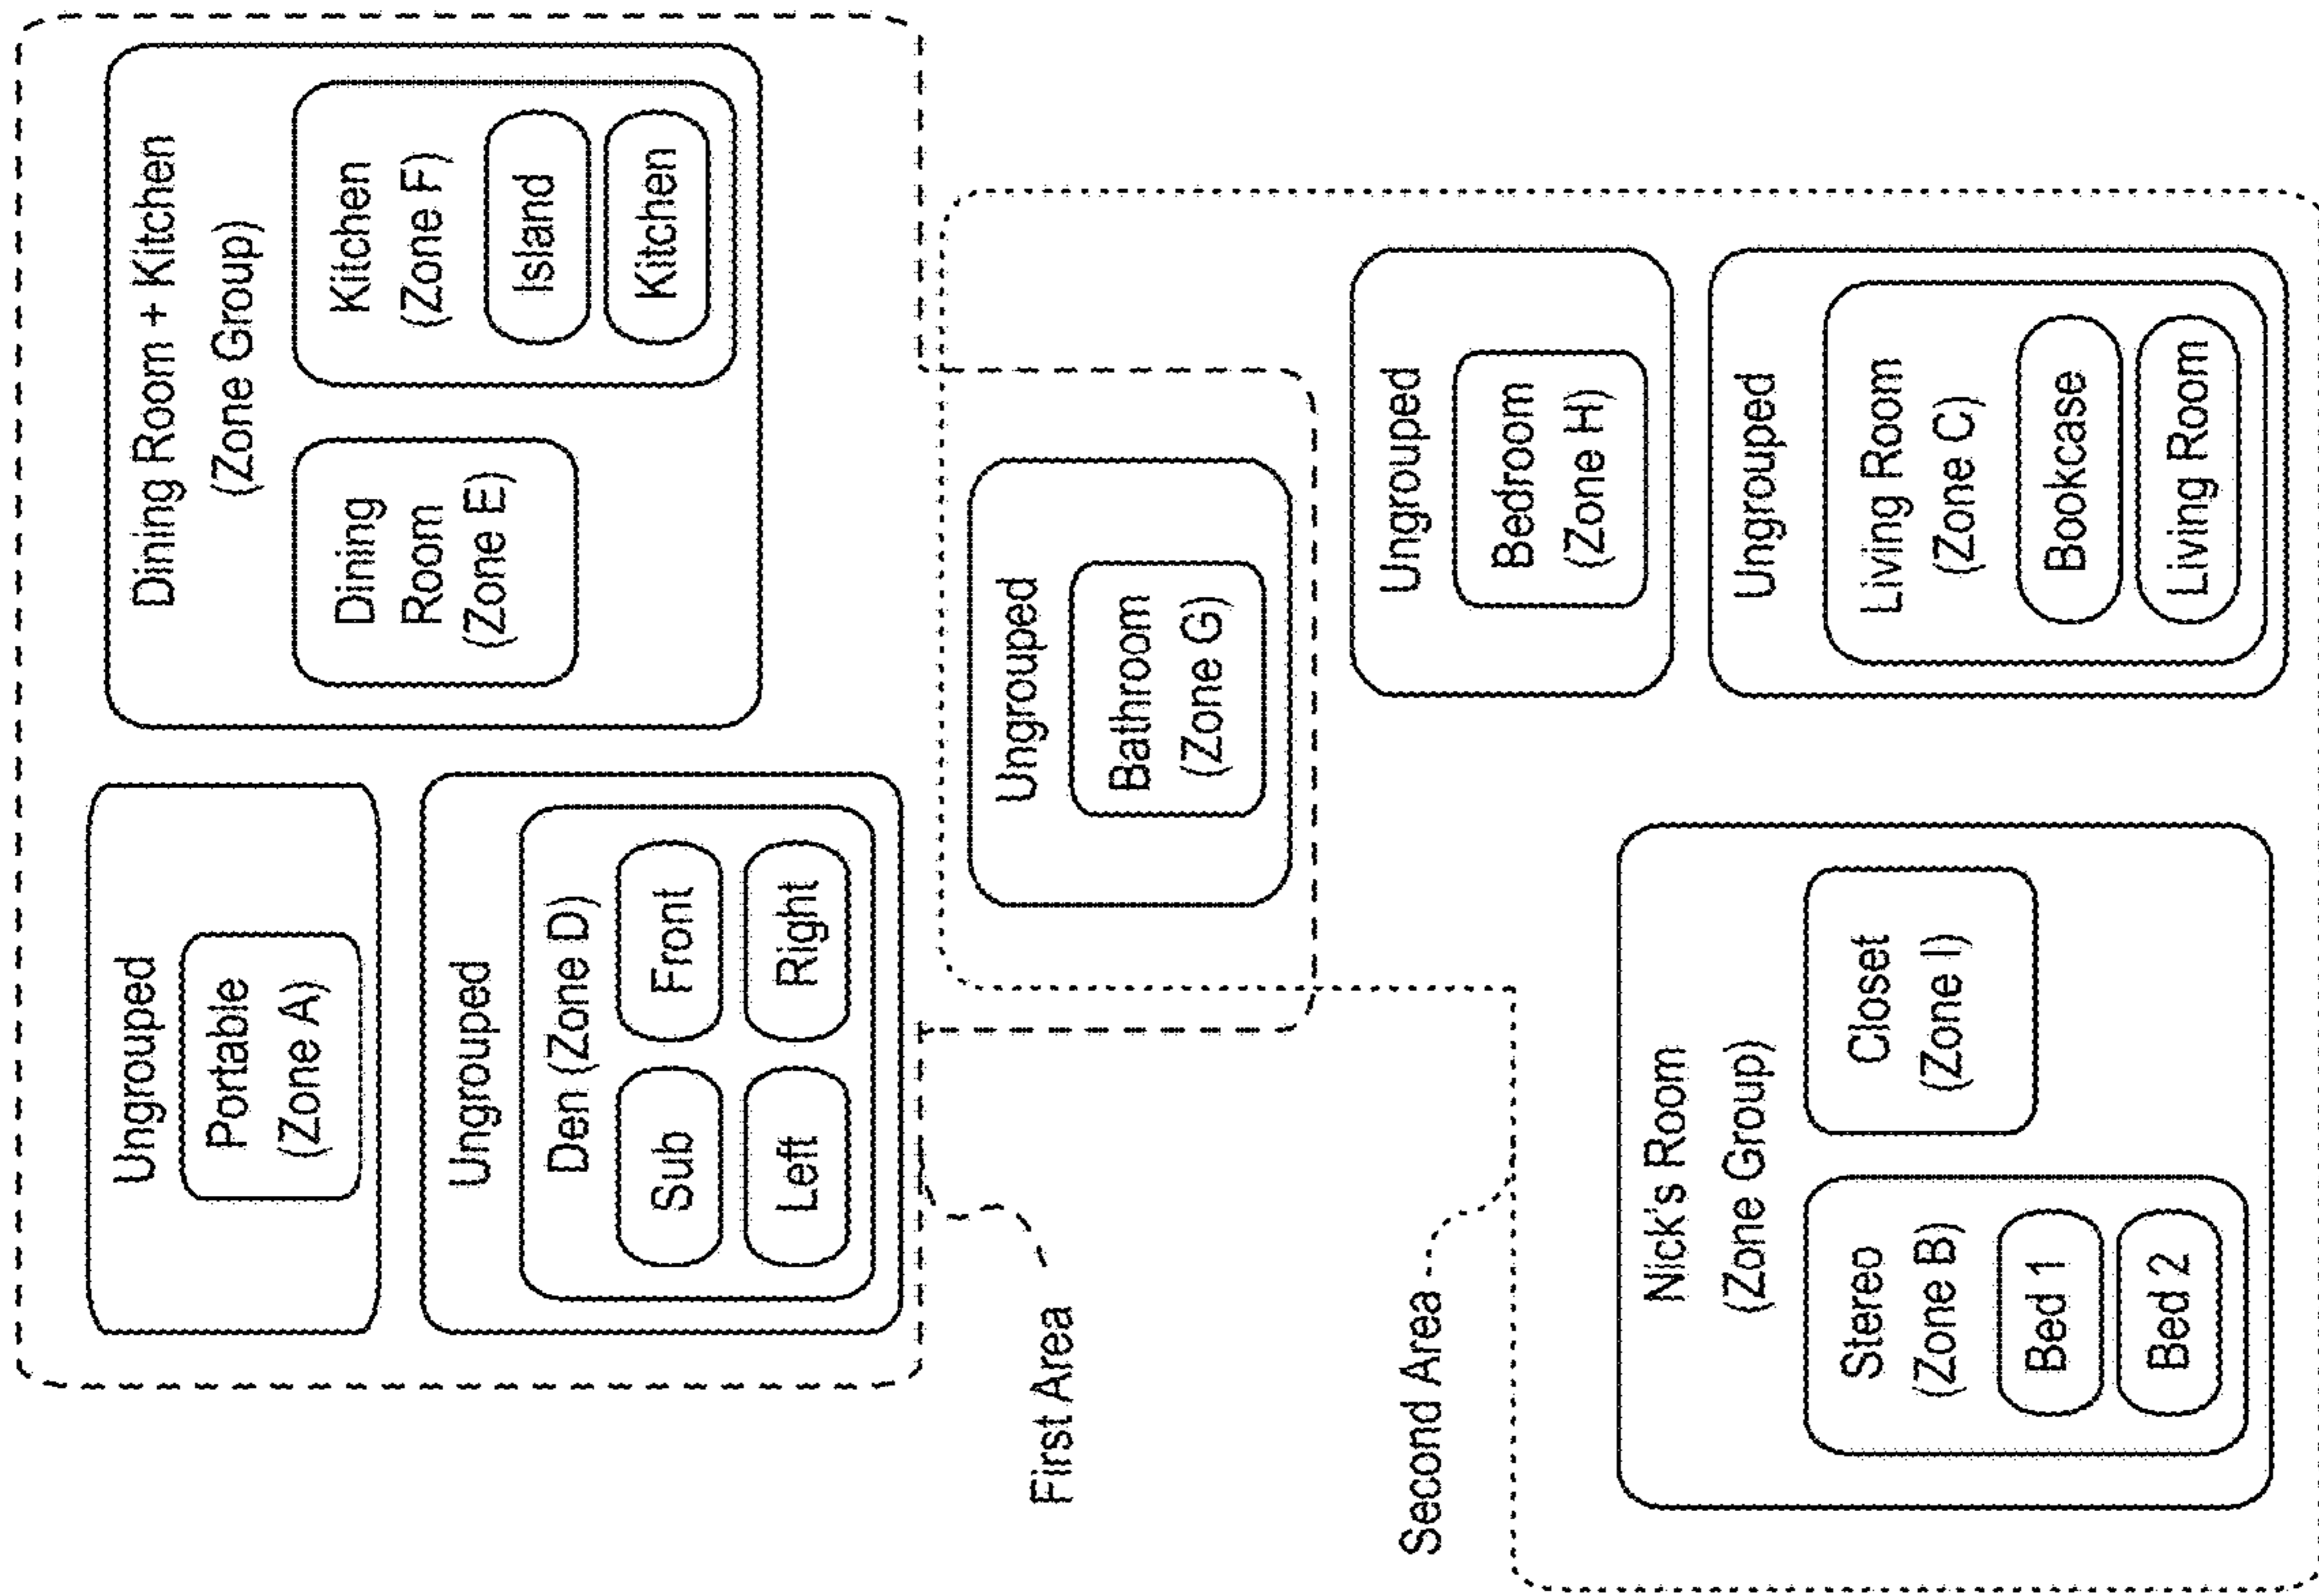 Ungrouped
Portable
(Zone A)
Ungrouped
Den (Zone D)
Sub
Front
Left
Right
Dining Room + Kitchen
(Zone Group)
Dining
Room
(Zone E)
Kitchen
(Zone F)
Island
Kitchen
First Area
Ungrouped
Bathroom
(Zone G)
Second Area
Nick's Room
(Zone Group)
Stereo
(Zone B)
Bed 1
Bed 2
Closet
(Zone I)
Ungrouped
Bedroom
(Zone H)
Ungrouped
Living Room
(Zone C)
Bookcase
Living Room